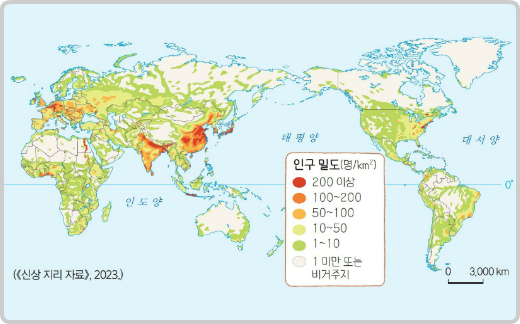 태평양
대서양
인도양
0°
인구 밀도(명/km²)
200 이상
100~200
50~100
10~50
1~10
1 미만 또는
비거주지
(《신상 지리 자료》, 2023.)
0 3,000 km